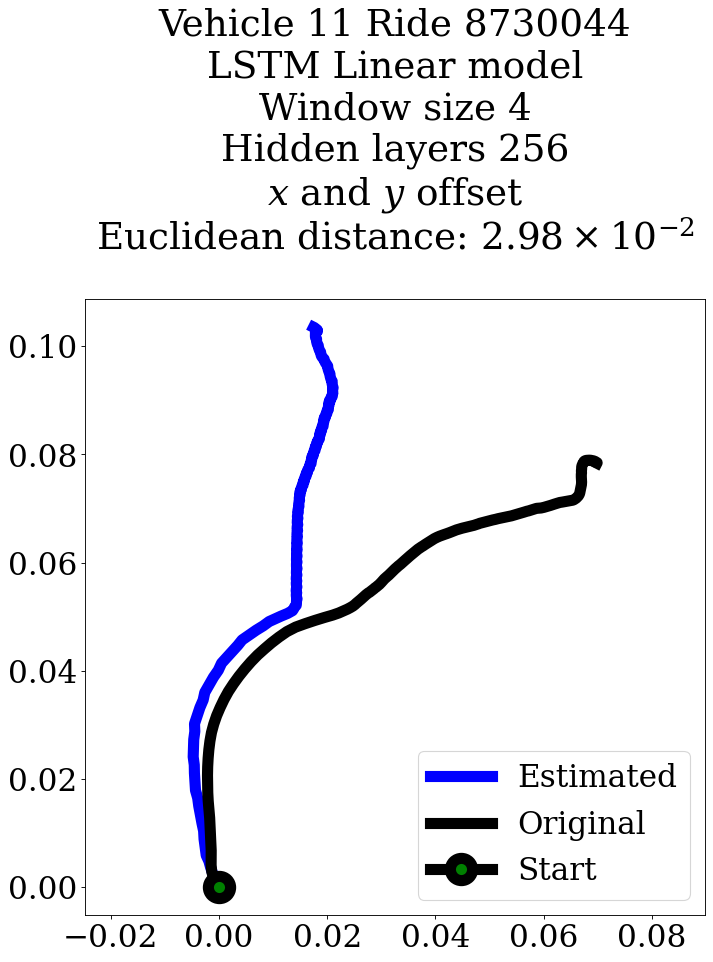 Vehicle 11 Ride 8730044
LSTM Linear model
Window size 4
Hidden layers 256
x and y offset
Euclidean distance: 2.98 × 10⁻²
0.10
0.08
0.06
0.04
0.02
0.00
Estimated
Original
Start
−0.02 0.00 0.02 0.04 0.06 0.08